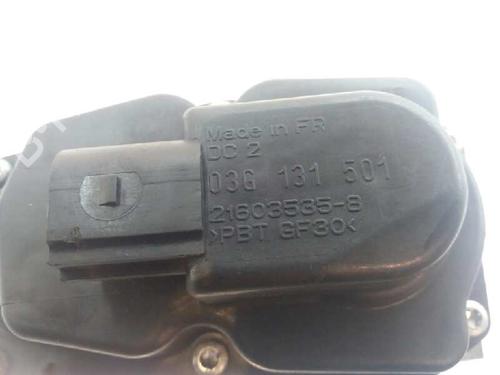 Made in FR
DC 2
03G 131 501
21603535-8
>PBT GF30<